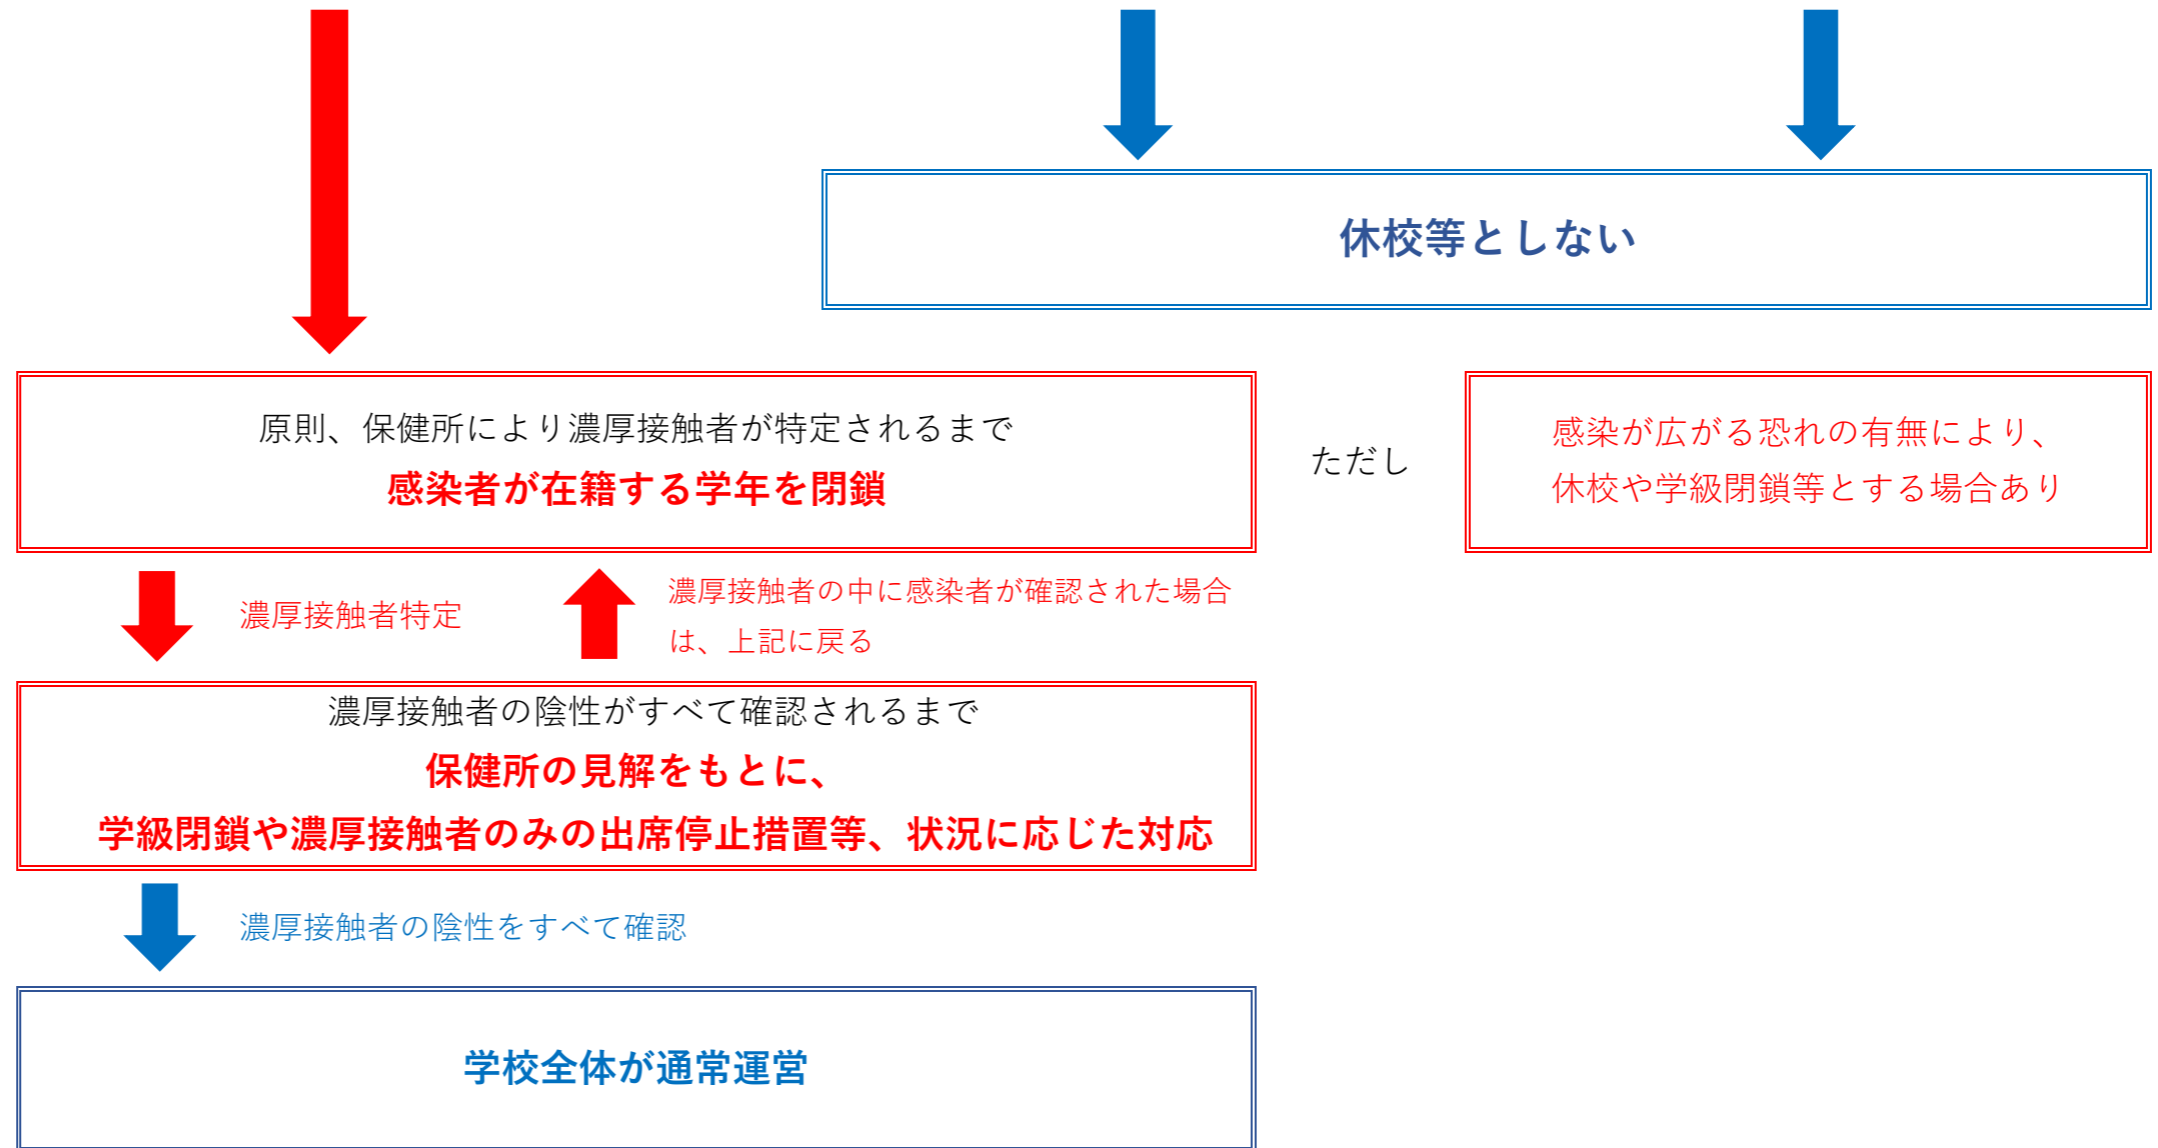 休校等としない
原則、保健所により濃厚接触者が特定されるまで
感染者が在籍する学年を閉鎖
ただし
感染が広がる恐れの有無により、
休校や学級閉鎖等とする場合あり
濃厚接触者特定
濃厚接触者の中に感染者が確認された場合
は、上記に戻る
濃厚接触者の陰性がすべて確認されるまで
保健所の見解をもとに、
学級閉鎖や濃厚接触者のみの出席停止措置等、状況に応じた対応
濃厚接触者の陰性をすべて確認
学校全体が通常運営